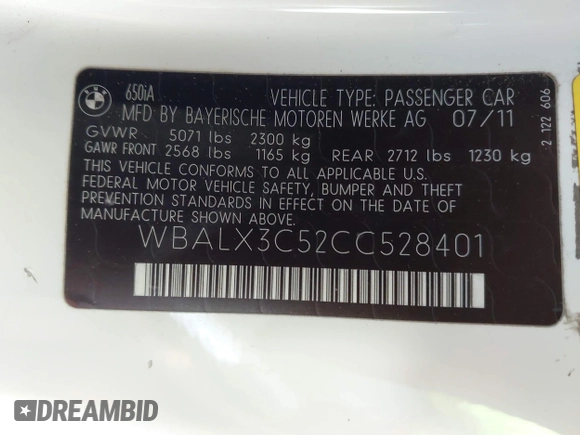 BMW
650iA VEHICLE TYPE: PASSENGER CAR
MFD BY BAYERISCHE MOTOREN WERKE AG 07/11
GVWR 5071 lbs 2300 kg
GAWR FRONT 2568 lbs 1165 kg REAR 2712 lbs 1230 kg
THIS VEHICLE CONFORMS TO ALL APPLICABLE U.S.
FEDERAL MOTOR VEHICLE SAFETY, BUMPER AND THEFT
PREVENTION STANDARDS IN EFFECT ON THE DATE OF
MANUFACTURE SHOWN ABOVE.
WBALX3C52CC528401
2 122 606
DREAMBID
DREAMBID